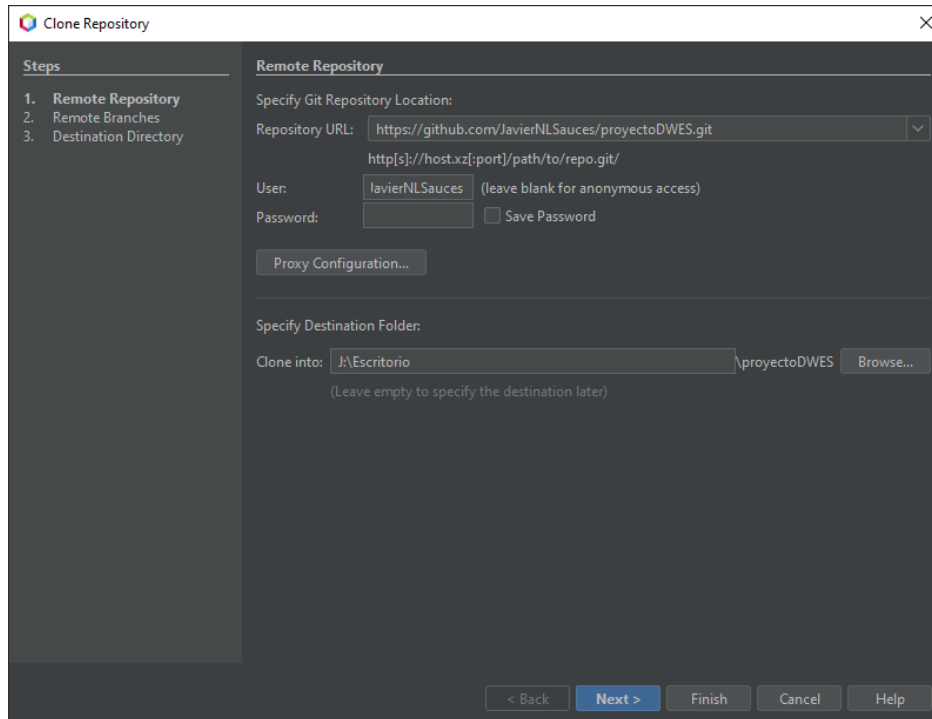 Clone Repository
Steps
1. Remote Repository
2. Remote Branches
3. Destination Directory
Remote Repository
Specify Git Repository Location:
Repository URL: https://github.com/JavierNLSauces/proyectoDWES.git
http[s]://host.xz[:port]/path/to/repo.git/
User: JavierNLSauces (leave blank for anonymous access)
Password: Save Password
Proxy Configuration...
Specify Destination Folder:
Clone into: J:\Escritorio \proyectoDWES Browse...
(Leave empty to specify the destination later)
< Back Next > Finish Cancel Help